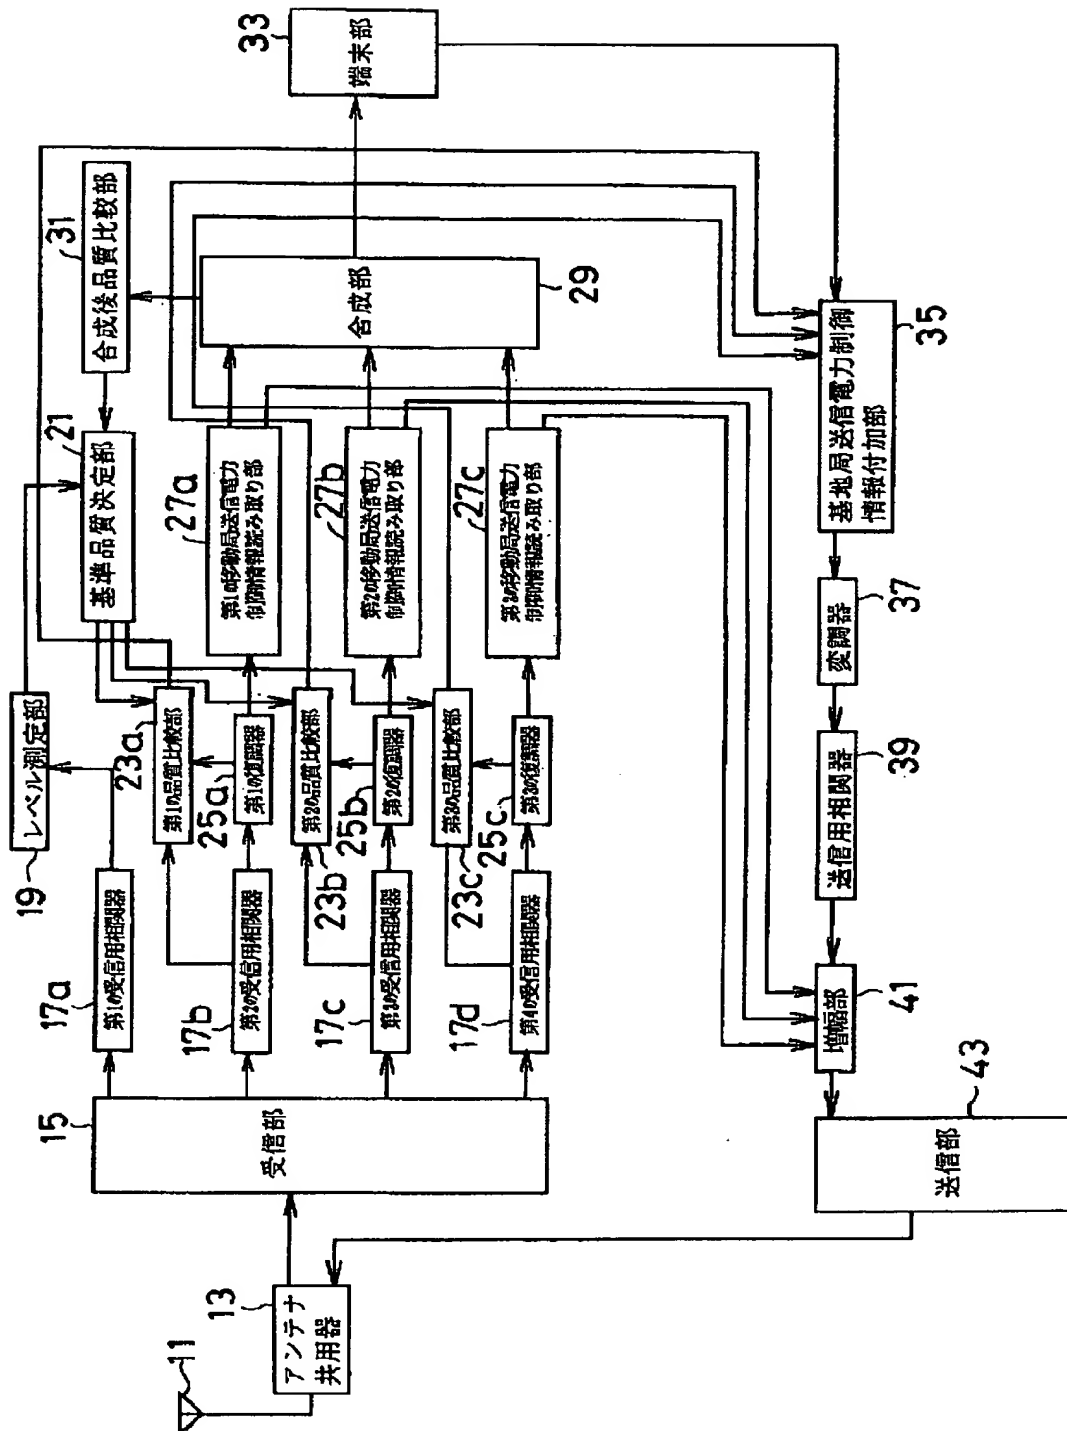 11
13
アンテナ
共用器
15
受信部
17a
第1の受信用相関器
17b
第2の受信用相関器
17c
第3の受信用相関器
17d
第4の受信用相関器
19
レベル測定部
21
基準品質決定部
23a
第1の品質比較部
25a
第1の復調器
23b
第2の品質比較部
25b
第2の復調器
23c
第3の品質比較部
25c
第3の復調器
27a
第1の移動局送信電力
制御情報読み取り部
27b
第2の移動局送信電力
制御情報読み取り部
27c
第3の移動局送信電力
制御情報読み取り部
29
合成部
31
合成後品質比較部
33
端末部
35
基地局送信電力制御
情報付加部
37
変調器
39
送信用相関器
41
増幅部
43
送信部